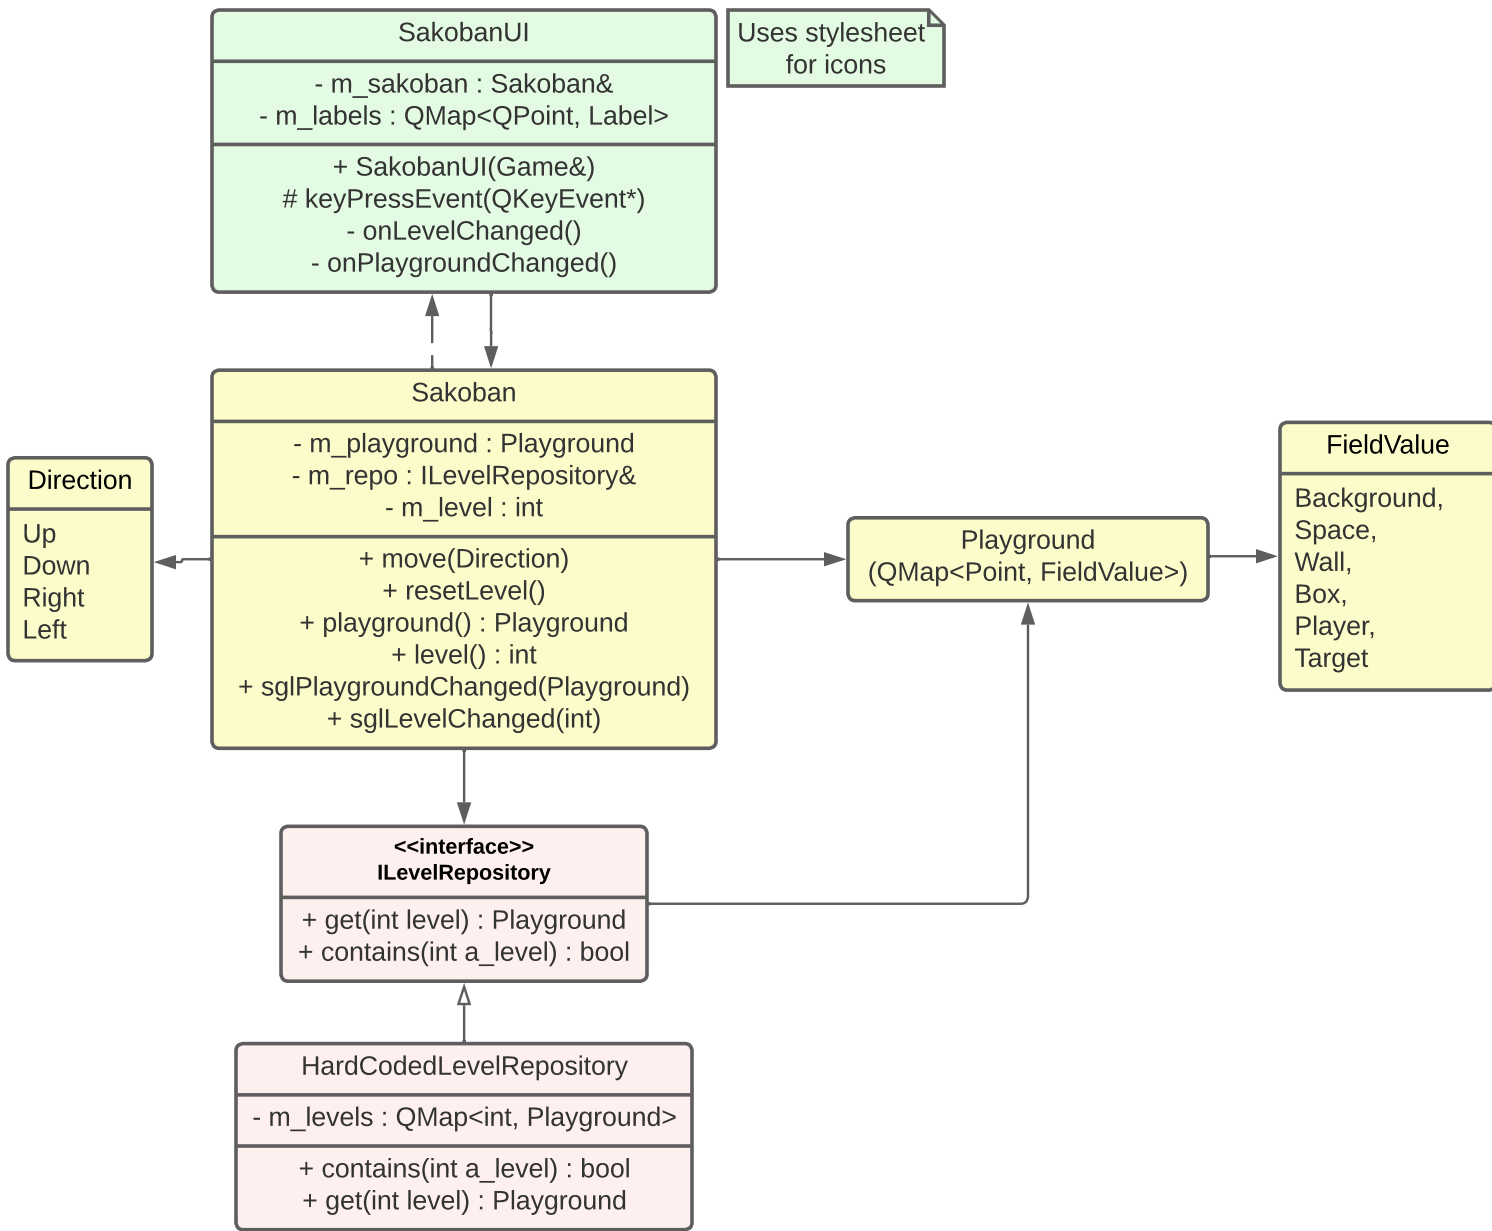 SakobanUI
- m_sakoban : Sakoban&
- m_labels : QMap<QPoint, Label>
+ SakobanUI(Game&)
# keyPressEvent(QKeyEvent*)
- onLevelChanged()
- onPlaygroundChanged()
Uses stylesheet
for icons
Sakoban
- m_playground : Playground
- m_repo : ILevelRepository&
- m_level : int
+ move(Direction)
+ resetLevel()
+ playground() : Playground
+ level() : int
+ sglPlaygroundChanged(Playground)
+ sglLevelChanged(int)
Direction
Up
Down
Right
Left
Playground
(QMap<Point, FieldValue>)
FieldValue
Background,
Space,
Wall,
Box,
Player,
Target
<<interface>>
ILevelRepository
+ get(int level) : Playground
+ contains(int a_level) : bool
HardCodedLevelRepository
- m_levels : QMap<int, Playground>
+ contains(int a_level) : bool
+ get(int level) : Playground